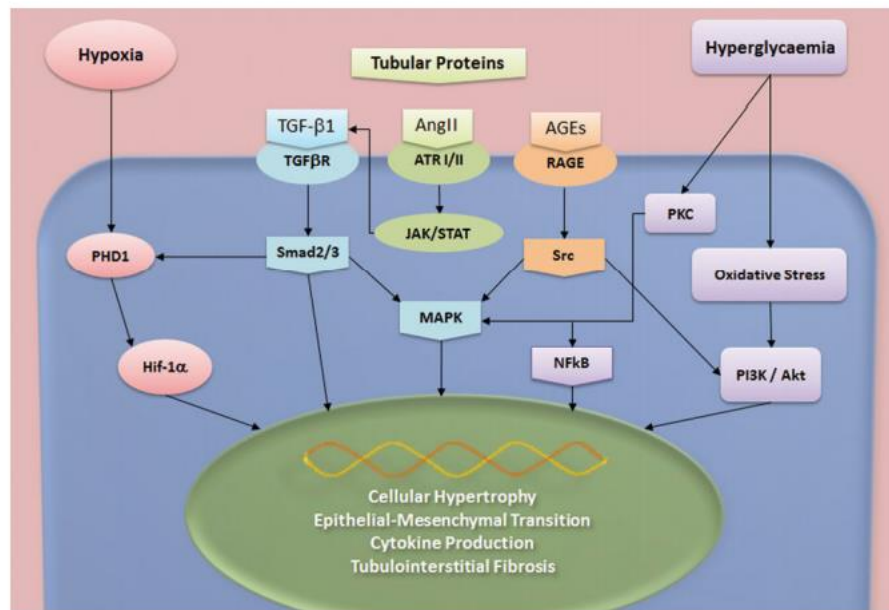 Hypoxia
Hyperglycaemia
Tubular Proteins
TGF-β1
AngII
AGEs
TGFβR
ATR I/II
RAGE
PKC
JAK/STAT
PHD1
Smad2/3
Src
Oxidative Stress
MAPK
NFkB
Hif-1α
PI3K / Akt
Cellular Hypertrophy
Epithelial-Mesenchymal Transition
Cytokine Production
Tubulointerstitial Fibrosis